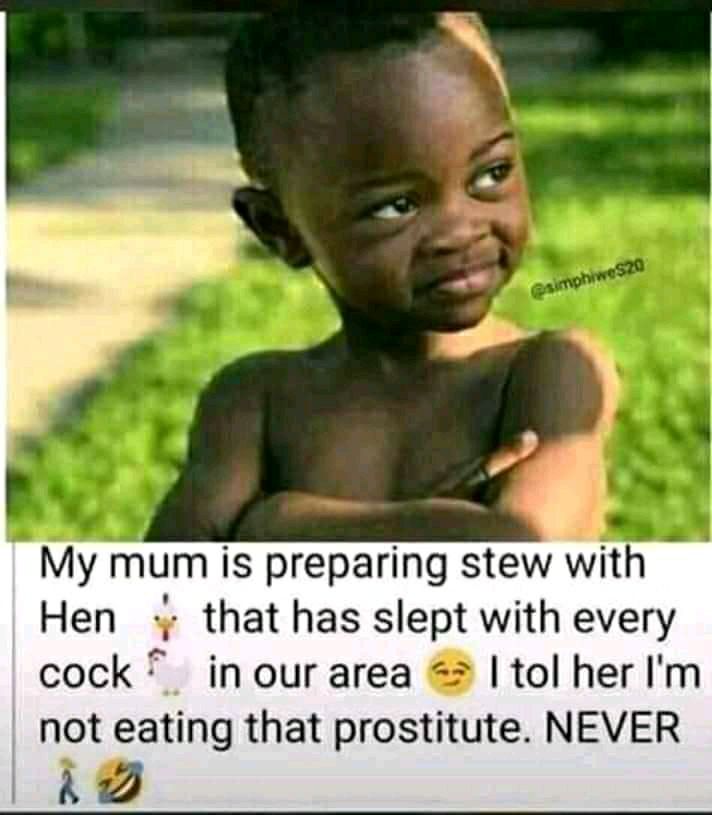 @simphiweS20
My mum is preparing stew with
Hen 🐔 that has slept with every
cock 🐓 in our area 😏 I tol her I'm
not eating that prostitute. NEVER
🚶🤣